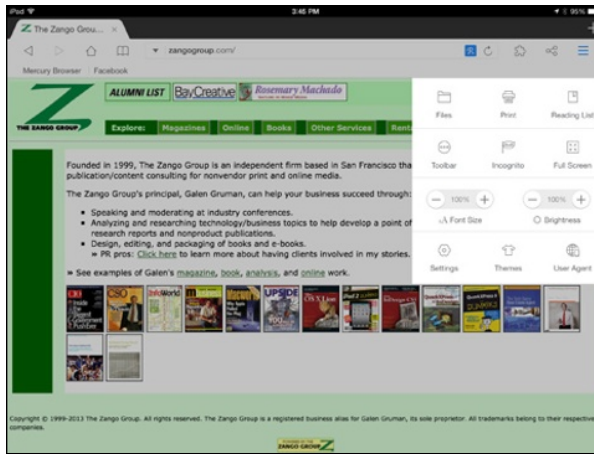 iPad
3:46 PM
95%
The Zango Grou...
zangogroup.com/
Mercury Browser
Facebook
ALUMNI LIST
BayCreative
Rosemary Machado
THE ZANGO GROUP
Explore:
Magazines
Online
Books
Other Services
Files
Print
Reading List
Toolbar
Incognito
Full Screen
100%
100%
Font Size
Brightness
Settings
Themes
User Agent
Founded in 1999, The Zango Group is an independent firm based in San Francisco
publication/content consulting for nonvendor print and online media.
The Zango Group's principal, Galen Gruman, can help your business succeed through:
Speaking and moderating at industry conferences.
Analyzing and researching technology/business topics to help develop a point of
research reports and nonproduct publications.
Design, editing, and packaging of books and e-books.
» PR pros: Click here to learn more about having clients involved in my stories.
» See examples of Galen's magazine, book, analysis, and online work.
CIO
CSO
InfoWorld
Macworld
UPSIDE
Copyright © 1999-2013 The Zango Group. All rights reserved. The Zango Group is a registered business alias for Galen Gruman, its sole proprietor. All trademarks belong to their respective
companies.
ZANGO GROUP